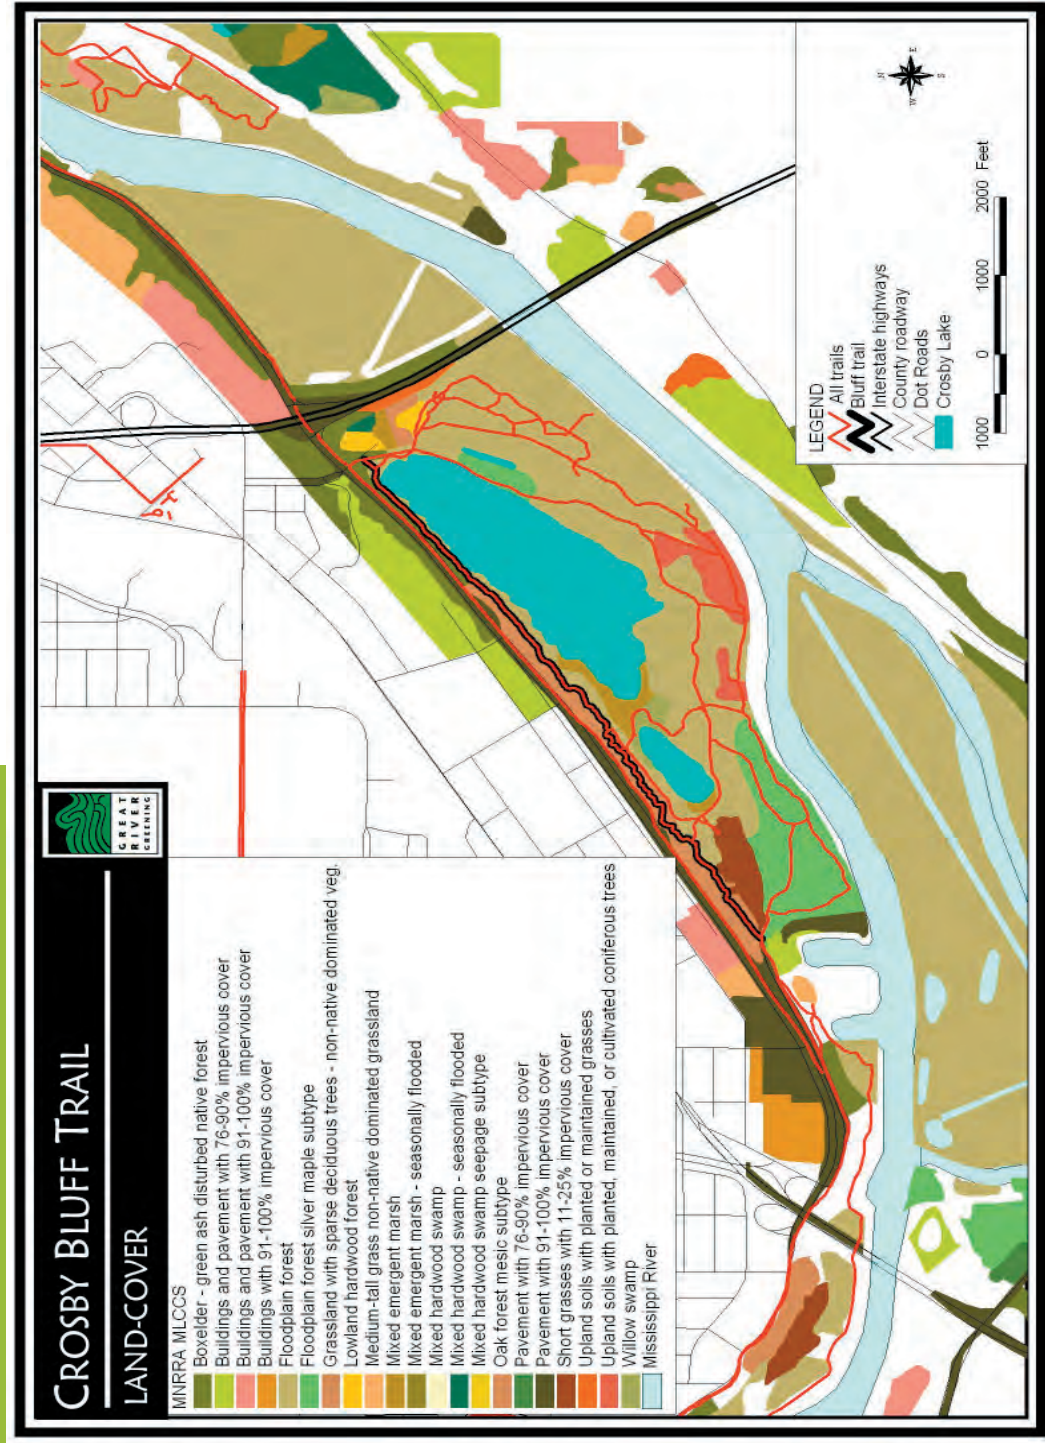 CROSBY BLUFF TRAIL
LAND-COVER
GREAT
RIVER
GREENING
MNRRA MLCCS
Boxelder - green ash disturbed native forest
Buildings and pavement with 76-90% impervious cover
Buildings and pavement with 91-100% impervious cover
Buildings with 91-100% impervious cover
Floodplain forest
Floodplain forest silver maple subtype
Grassland with sparse deciduous trees - non-native dominated veg.
Lowland hardwood forest
Medium-tall grass non-native dominated grassland
Mixed emergent marsh
Mixed emergent marsh - seasonally flooded
Mixed hardwood swamp
Mixed hardwood swamp - seasonally flooded
Mixed hardwood swamp seepage subtype
Oak forest mesic subtype
Pavement with 76-90% impervious cover
Pavement with 91-100% impervious cover
Short grasses with 11-25% impervious cover
Upland soils with planted or maintained grasses
Upland soils with planted, maintained, or cultivated coniferous trees
Willow swamp
Mississippi River
LEGEND
All trails
Bluff trail
Interstate highways
County roadway
Dot Roads
Crosby Lake
1000 0 1000 2000 Feet
N
W E
S